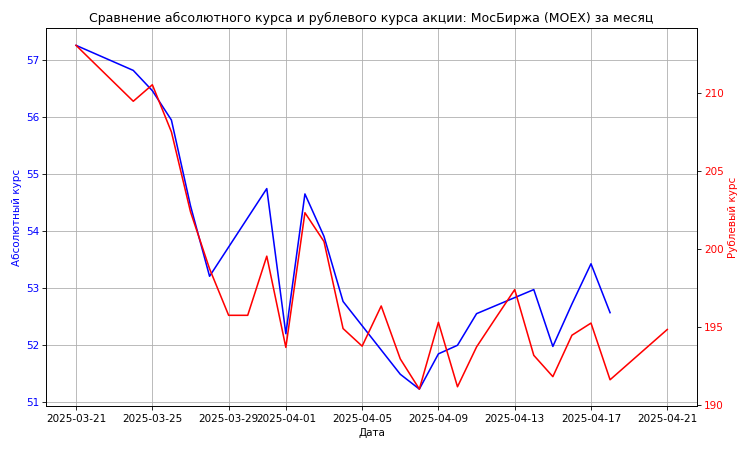 Сравнение абсолютного курса и рублевого курса акции: МосБиржа (MOEX) за месяц
57
56
55
54
53
52
51
Абсолютный курс
210
205
200
195
190
Рублевый курс
2025-03-21 2025-03-25 2025-03-29 2025-04-01 2025-04-05 2025-04-09 2025-04-13 2025-04-17 2025-04-21
Дата